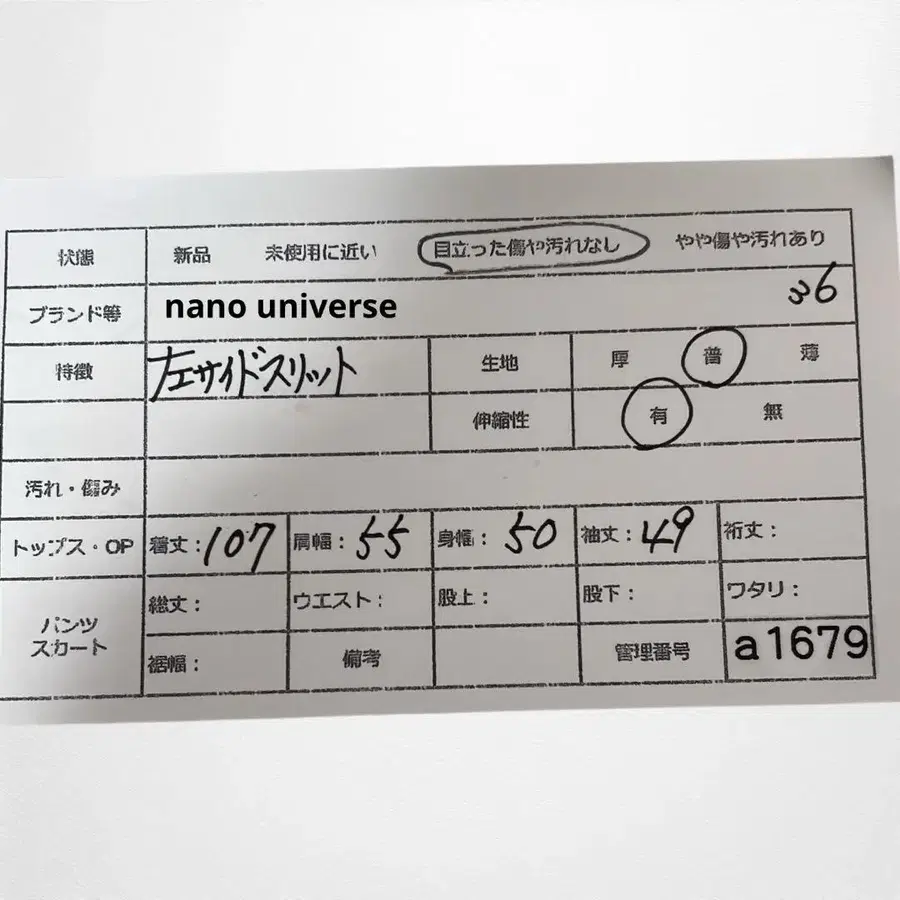 状態 新品 未使用に近い 目立った傷や汚れなし やや傷や汚れあり
ブランド等 nano universe 36
特徴 左サイドスリット 生地 厚 普 薄
伸縮性 有 無
汚れ・傷み
トップス・OP 着丈:107 肩幅:55 身幅:50 袖丈:49 裄丈:
パンツ スカート 総丈: ウエスト: 股上: 股下: ワタリ:
裾幅: 備考 管理番号 a1679